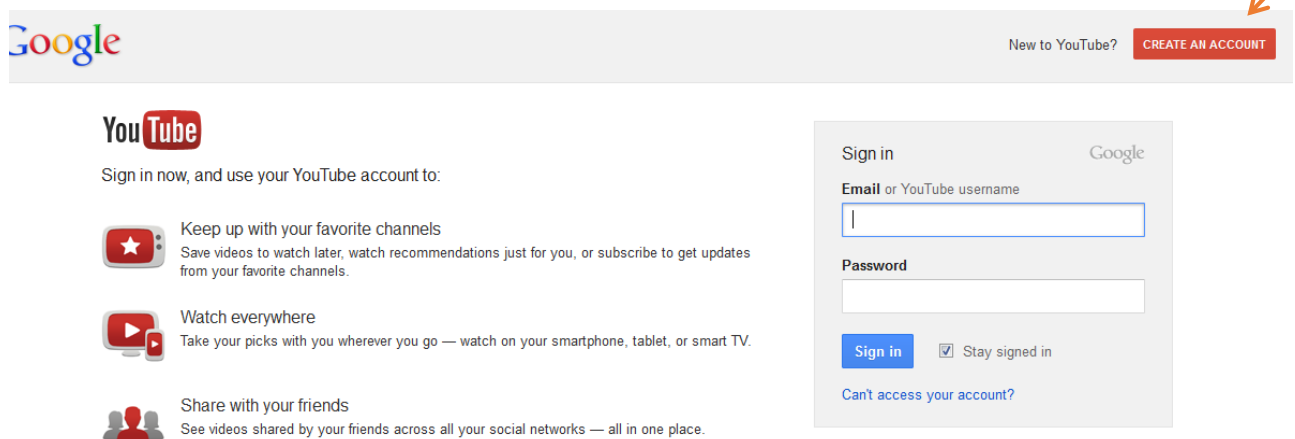 Google
New to YouTube? CREATE AN ACCOUNT
YouTube
Sign in now, and use your YouTube account to:
Keep up with your favorite channels
Save videos to watch later, watch recommendations just for you, or subscribe to get updates
from your favorite channels.
Watch everywhere
Take your picks with you wherever you go — watch on your smartphone, tablet, or smart TV.
Share with your friends
See videos shared by your friends across all your social networks — all in one place.
Sign in Google
Email or YouTube username
Password
Sign in Stay signed in
Can't access your account?